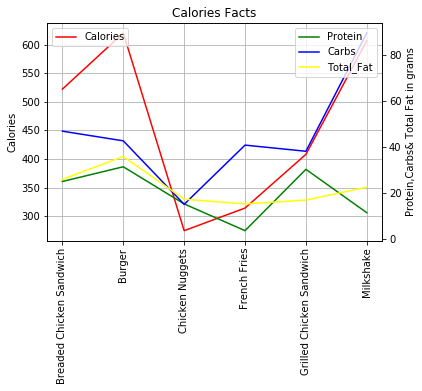 Calories Facts
Calories
Protein
Carbs
Total_Fat
600
550
500
450
400
350
300
Calories
80
60
40
20
0
Protein,Carbs& Total Fat in grams
Breaded Chicken Sandwich
Burger
Chicken Nuggets
French Fries
Grilled Chicken Sandwich
Milkshake